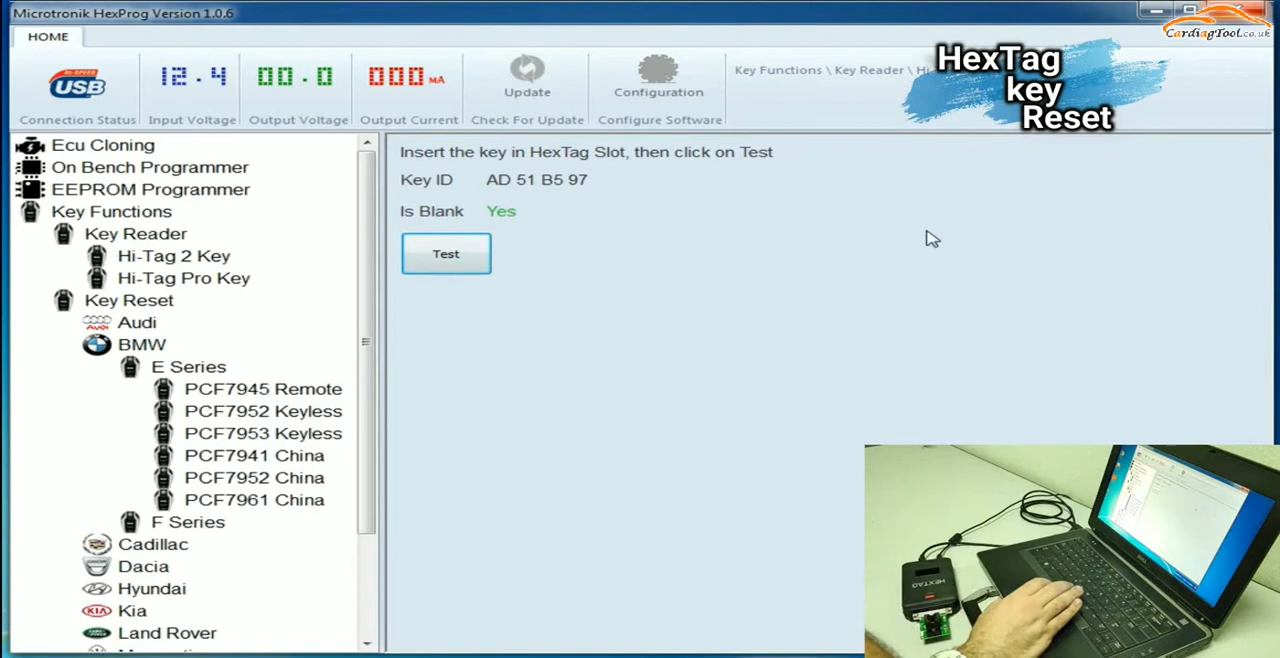 Microtronik HexProg Version 1.0.6
CardiagTool.co.uk
HOME
12.4
00.0
000 MA
Update
Configuration
Key Functions \ Key Reader \ Hi
HexTag
key
Reset
Hi-SPEED
USB
Connection Status
Input Voltage
Output Voltage
Output Current
Check For Update
Configure Software
Ecu Cloning
On Bench Programmer
EEPROM Programmer
Key Functions
Key Reader
Hi-Tag 2 Key
Hi-Tag Pro Key
Key Reset
Audi
BMW
E Series
PCF7945 Remote
PCF7952 Keyless
PCF7953 Keyless
PCF7941 China
PCF7952 China
PCF7961 China
F Series
Cadillac
Dacia
Hyundai
KIA Kia
Land Rover
Insert the key in HexTag Slot, then click on Test
Key ID AD 51 B5 97
Is Blank Yes
Test
HEXTAG